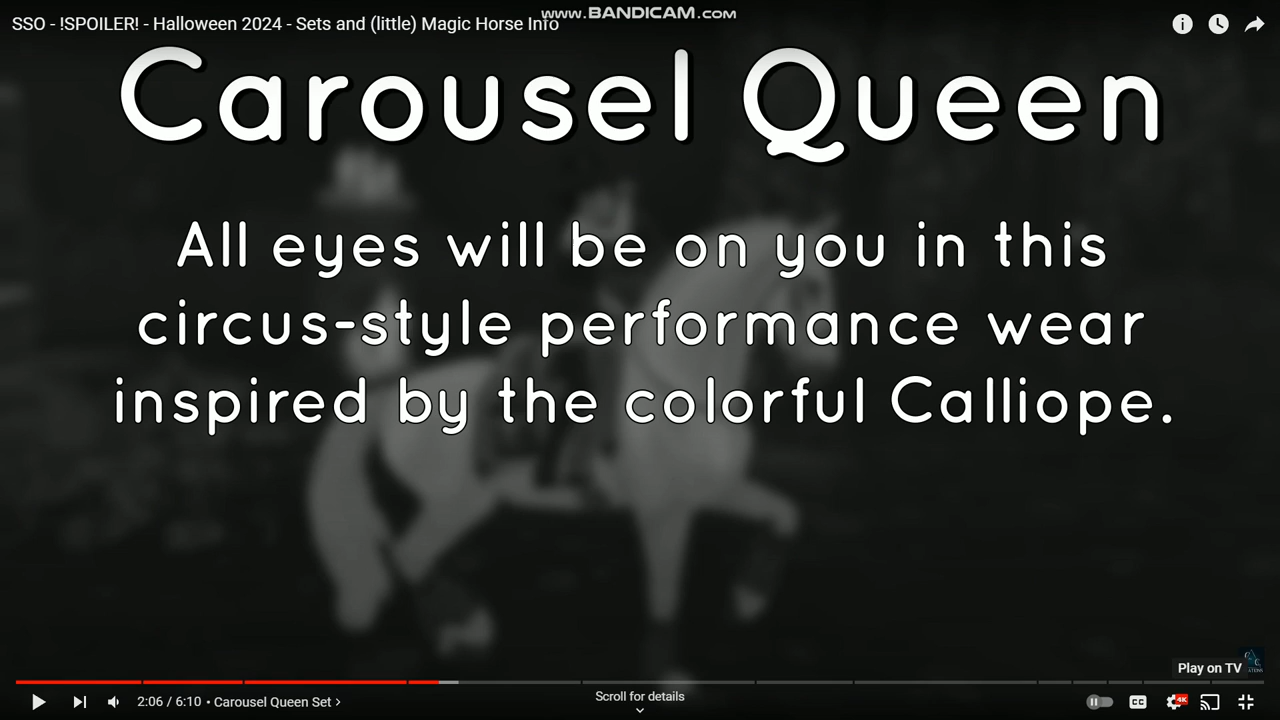 www.BANDICAM.com
SSO - !SPOILER! - Halloween 2024 - Sets and (little) Magic Horse Info
Carousel Queen
All eyes will be on you in this
circus-style performance wear
inspired by the colorful Calliope.
Play on TV
2:06 / 6:10 • Carousel Queen Set
Scroll for details
CC
4K